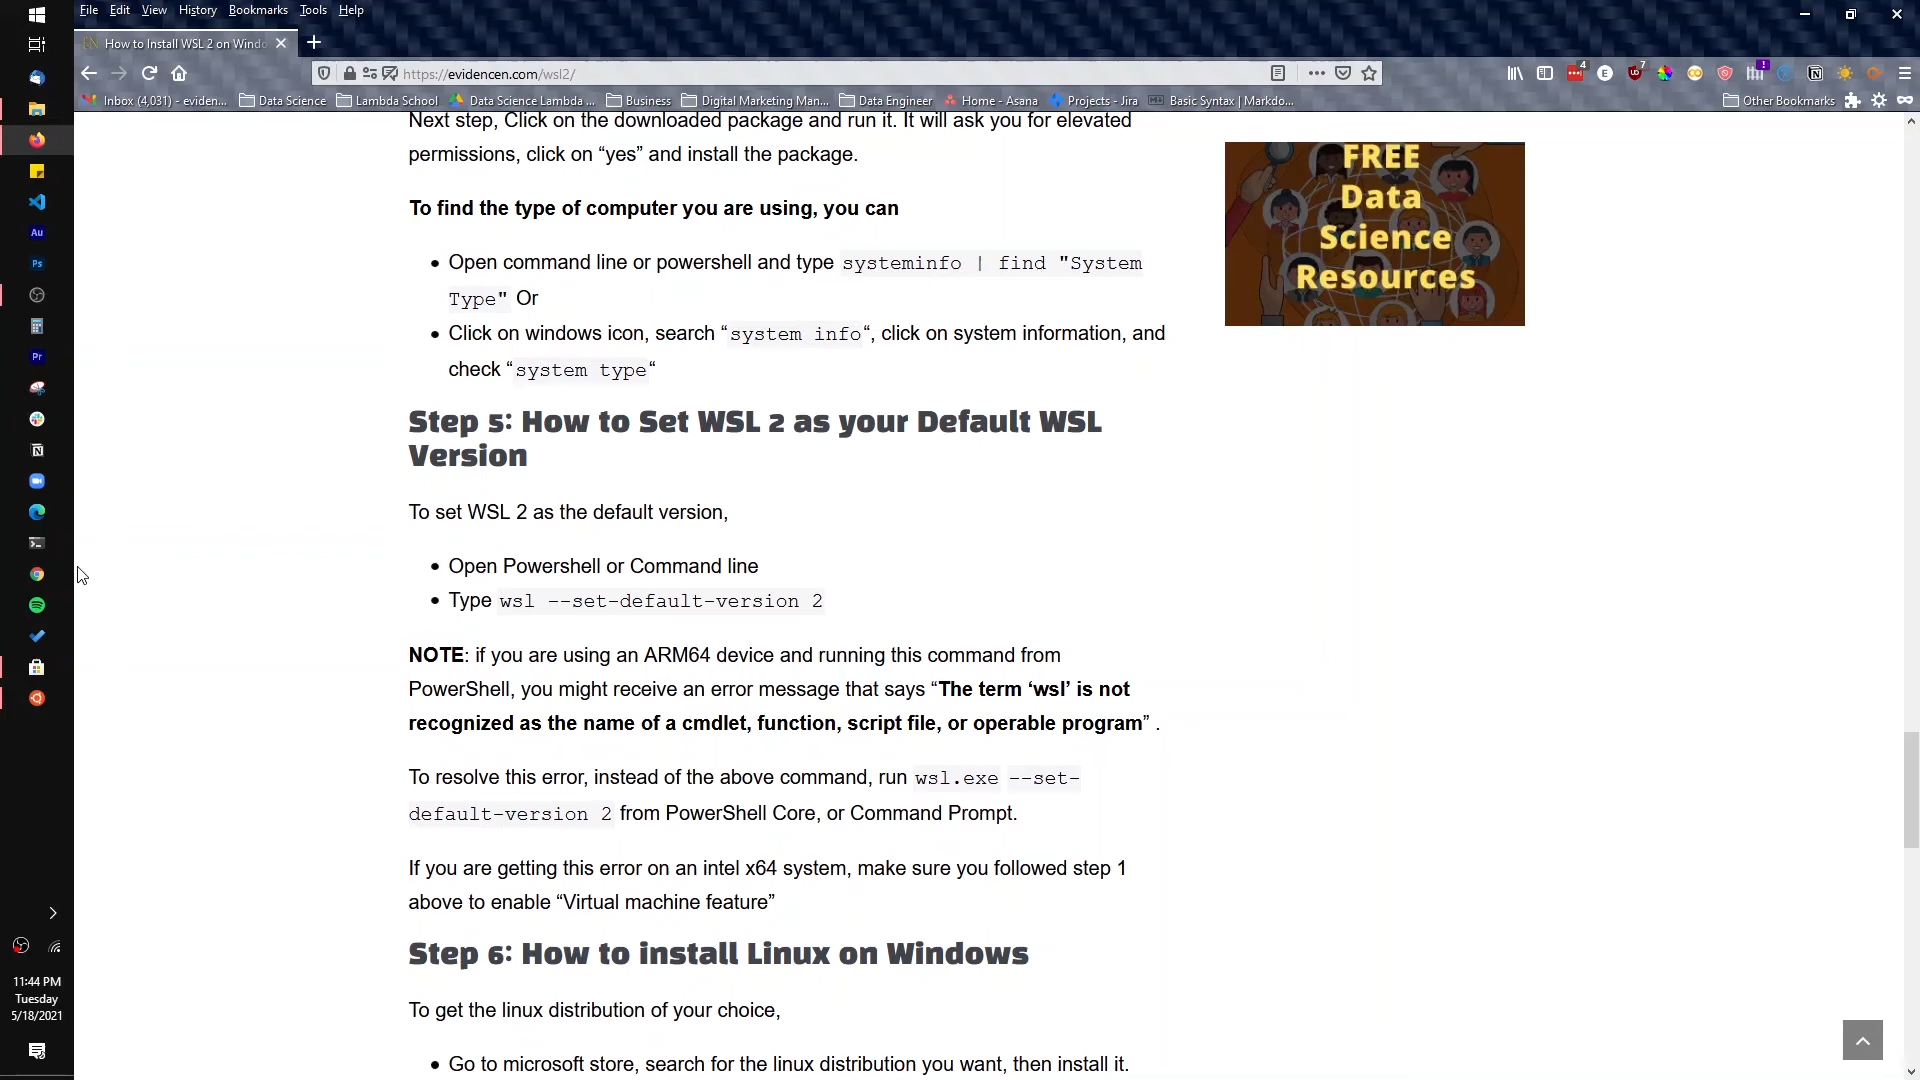 File Edit View History Bookmarks Tools Help
How to Install WSL 2 on Windo
https://evidencen.com/wsl2/
4
7
!
Inbox (4,031) - eviden... Data Science Lambda School Data Science Lambda ... Business Digital Marketing Man... Data Engineer Home - Asana Projects - Jira Basic Syntax | Markdo... Other Bookmarks
Next step, Click on the downloaded package and run it. It will ask you for elevated
permissions, click on “yes” and install the package.
To find the type of computer you are using, you can
• Open command line or powershell and type systeminfo | find "System
Type" Or
• Click on windows icon, search “system info“, click on system information, and
check “system type“
FREE
Data
Science
Resources
Step 5: How to Set WSL 2 as your Default WSL
Version
To set WSL 2 as the default version,
• Open Powershell or Command line
• Type wsl --set-default-version 2
NOTE: if you are using an ARM64 device and running this command from
PowerShell, you might receive an error message that says “The term ‘wsl’ is not
recognized as the name of a cmdlet, function, script file, or operable program” .
To resolve this error, instead of the above command, run wsl.exe --set-
default-version 2 from PowerShell Core, or Command Prompt.
If you are getting this error on an intel x64 system, make sure you followed step 1
above to enable “Virtual machine feature”
Step 6: How to install Linux on Windows
To get the linux distribution of your choice,
• Go to microsoft store, search for the linux distribution you want, then install it.
Au
Ps
Pr
11:44 PM
Tuesday
5/18/2021